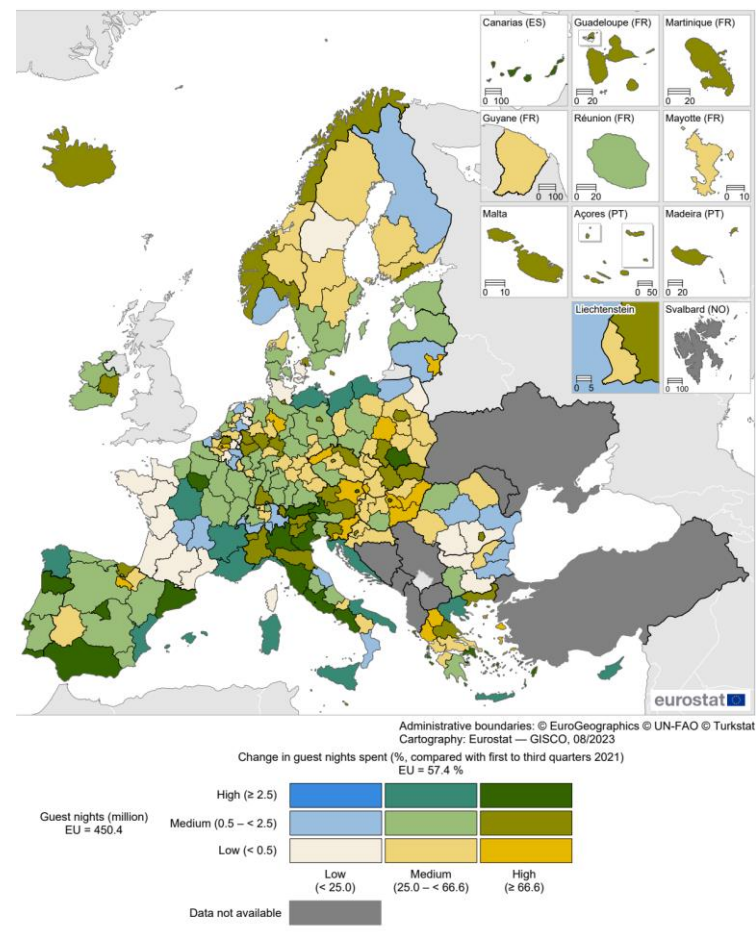 Canarias (ES)
0 100
Guadeloupe (FR)
0 20
Martinique (FR)
0 20
Guyane (FR)
0 100
Réunion (FR)
0 20
Mayotte (FR)
0 10
Malta
0 10
Açores (PT)
0 50
Madeira (PT)
0 20
Liechtenstein
0 5
Svalbard (NO)
0 100
eurostat
Administrative boundaries: © EuroGeographics © UN-FAO © Turkstat
Cartography: Eurostat — GISCO, 08/2023
Change in guest nights spent (%, compared with first to third quarters 2021)
EU = 57.4 %
Guest nights (million)
EU = 450.4
High (≥ 2.5)
Medium (0.5 – < 2.5)
Low (< 0.5)
Low
(< 25.0)
Medium
(25.0 – < 66.6)
High
(≥ 66.6)
Data not available